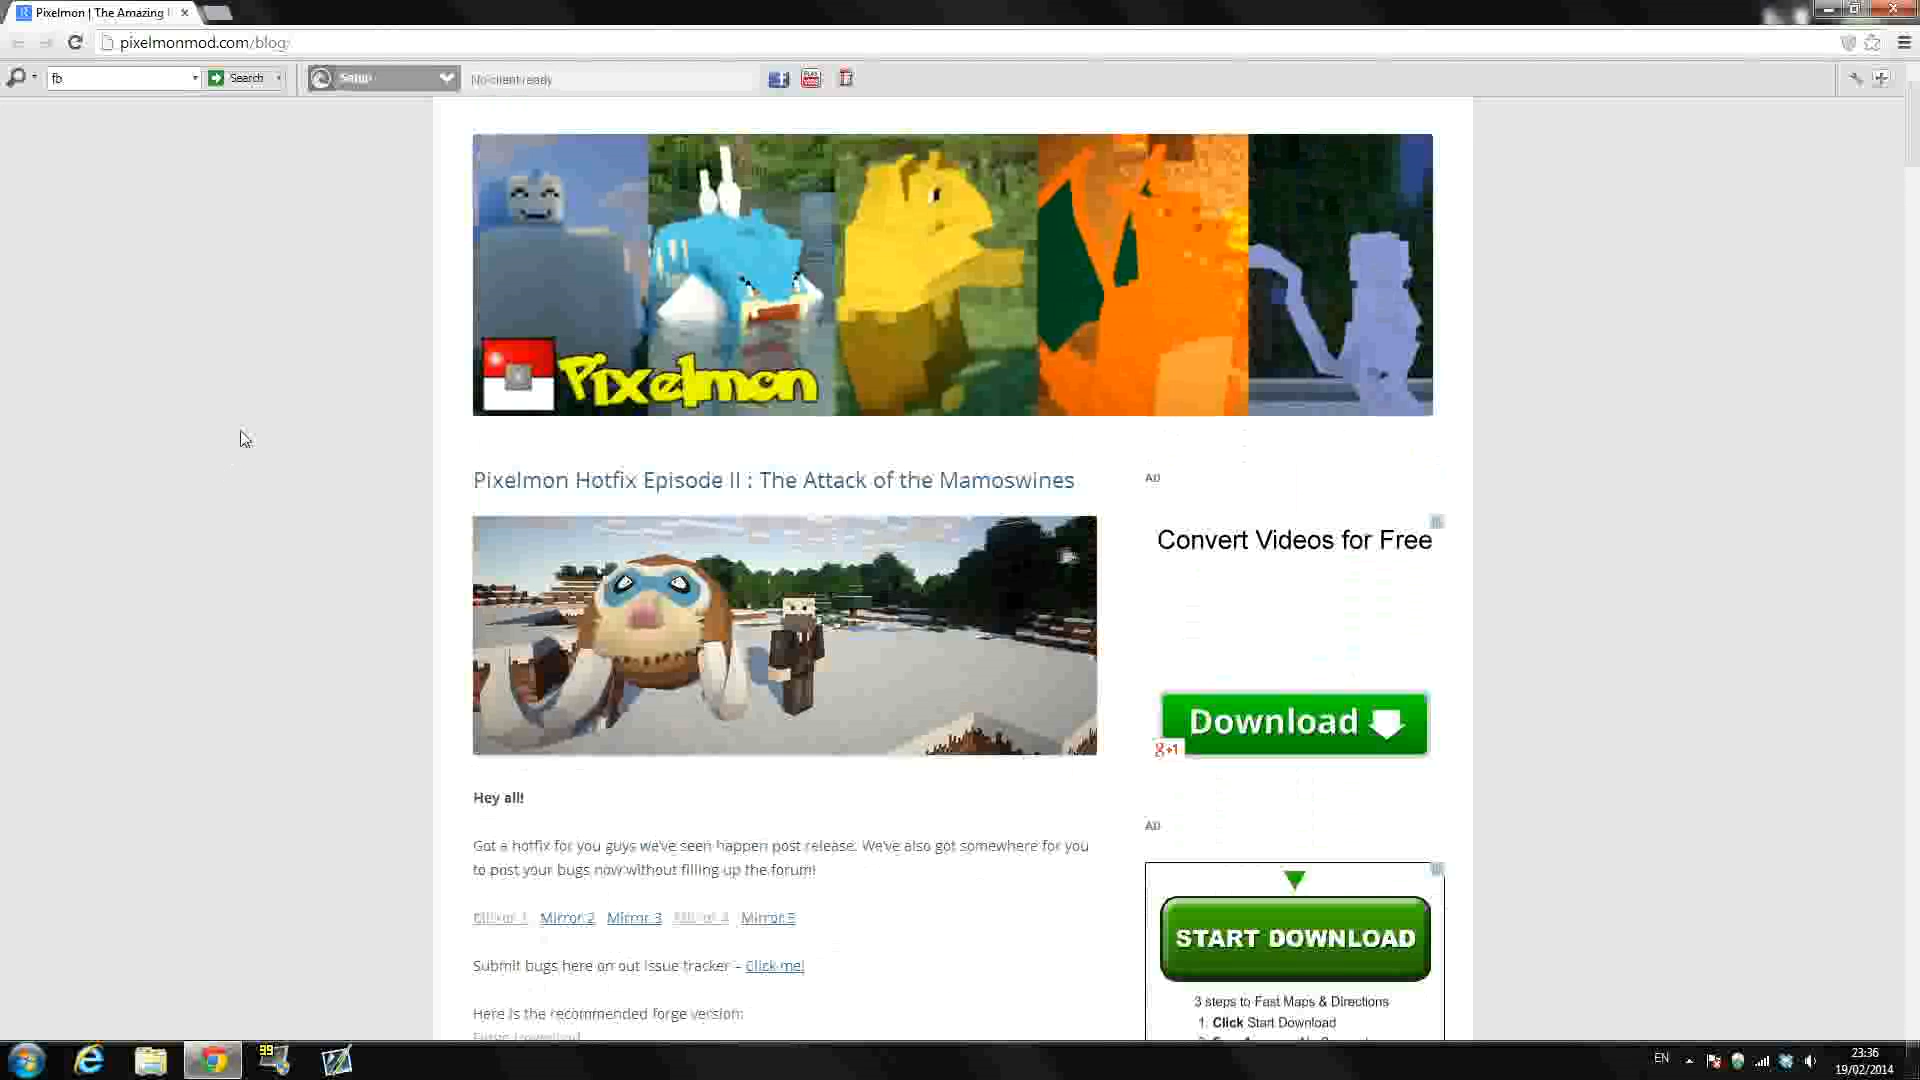 Pixelmon | The Amazing
pixelmonmod.com/blog/
fb
Search
Setup
No client ready
Pixelmon
Pixelmon Hotfix Episode II : The Attack of the Mamoswines
AD
Convert Videos for Free
Download
g+1
Hey all!
Got a hotfix for you guys we've seen happen post release. We've also got somewhere for you
to post your bugs now without filling up the forum!
Mirror 1 Mirror 2 Mirror 3 Mirror 4 Mirror 5
Submit bugs here on out issue tracker – Click me!
Here is the recommended forge version:
Forge Download
AD
START DOWNLOAD
3 steps to Fast Maps & Directions
1. Click Start Download
99
EN
23:36
19/02/2014